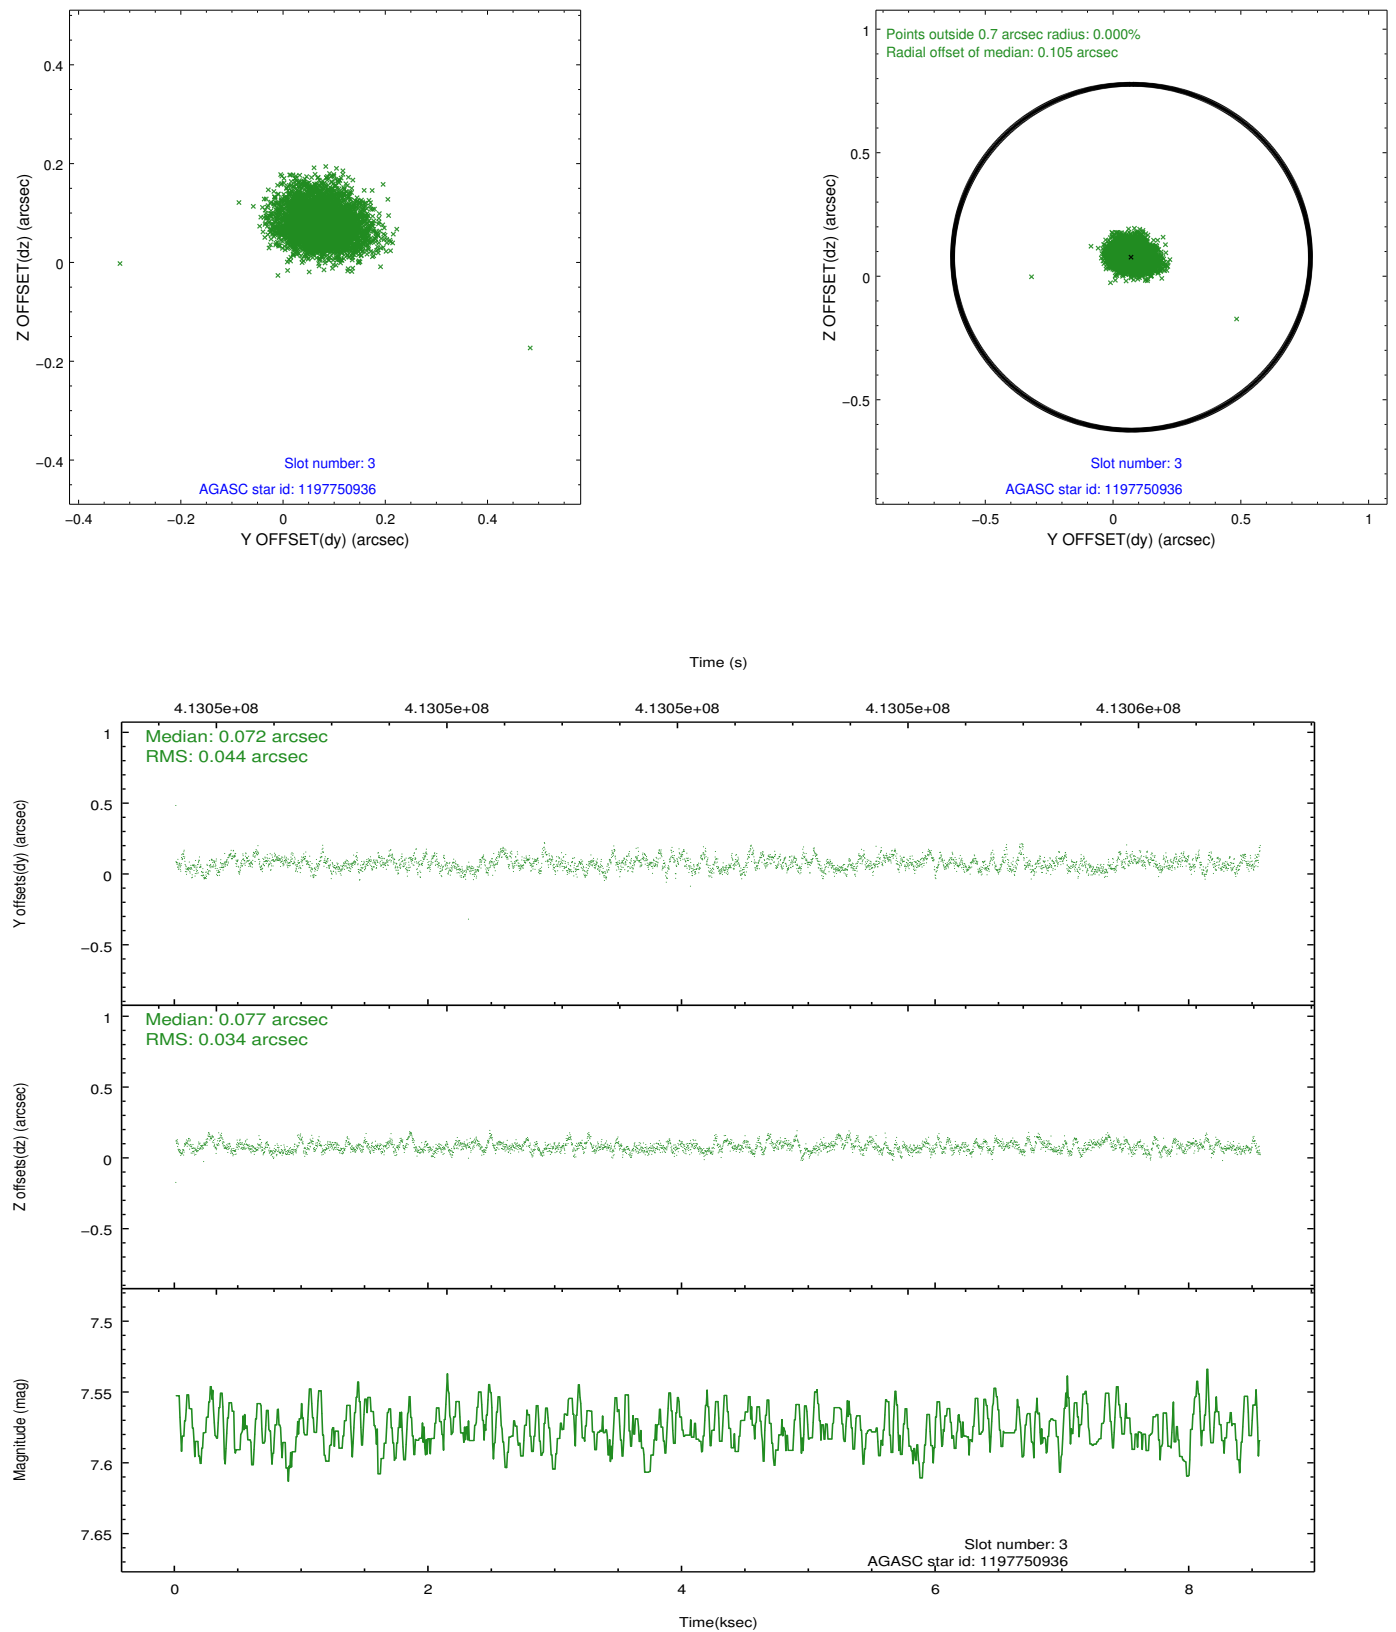 0.4
0.2
0
−0.2
−0.4
Z OFFSET(dz) (arcsec)
Slot number: 3
AGASC star id: 1197750936
−0.4
−0.2
0
0.2
0.4
Y OFFSET(dy) (arcsec)
Points outside 0.7 arcsec radius: 0.000%
Radial offset of median: 0.105 arcsec
1
0.5
0
−0.5
Z OFFSET(dz) (arcsec)
Slot number: 3
AGASC star id: 1197750936
−0.5
0
0.5
1
Y OFFSET(dy) (arcsec)
Time (s)
4.1305e+08
4.1305e+08
4.1305e+08
4.1305e+08
4.1306e+08
Median: 0.072 arcsec
RMS: 0.044 arcsec
1
0.5
0
−0.5
Y offsets(dy) (arcsec)
Median: 0.077 arcsec
RMS: 0.034 arcsec
1
0.5
0
−0.5
Z offsets(dz) (arcsec)
7.5
7.55
7.6
7.65
Magnitude (mag)
Slot number: 3
AGASC star id: 1197750936
0
2
4
6
8
Time(ksec)